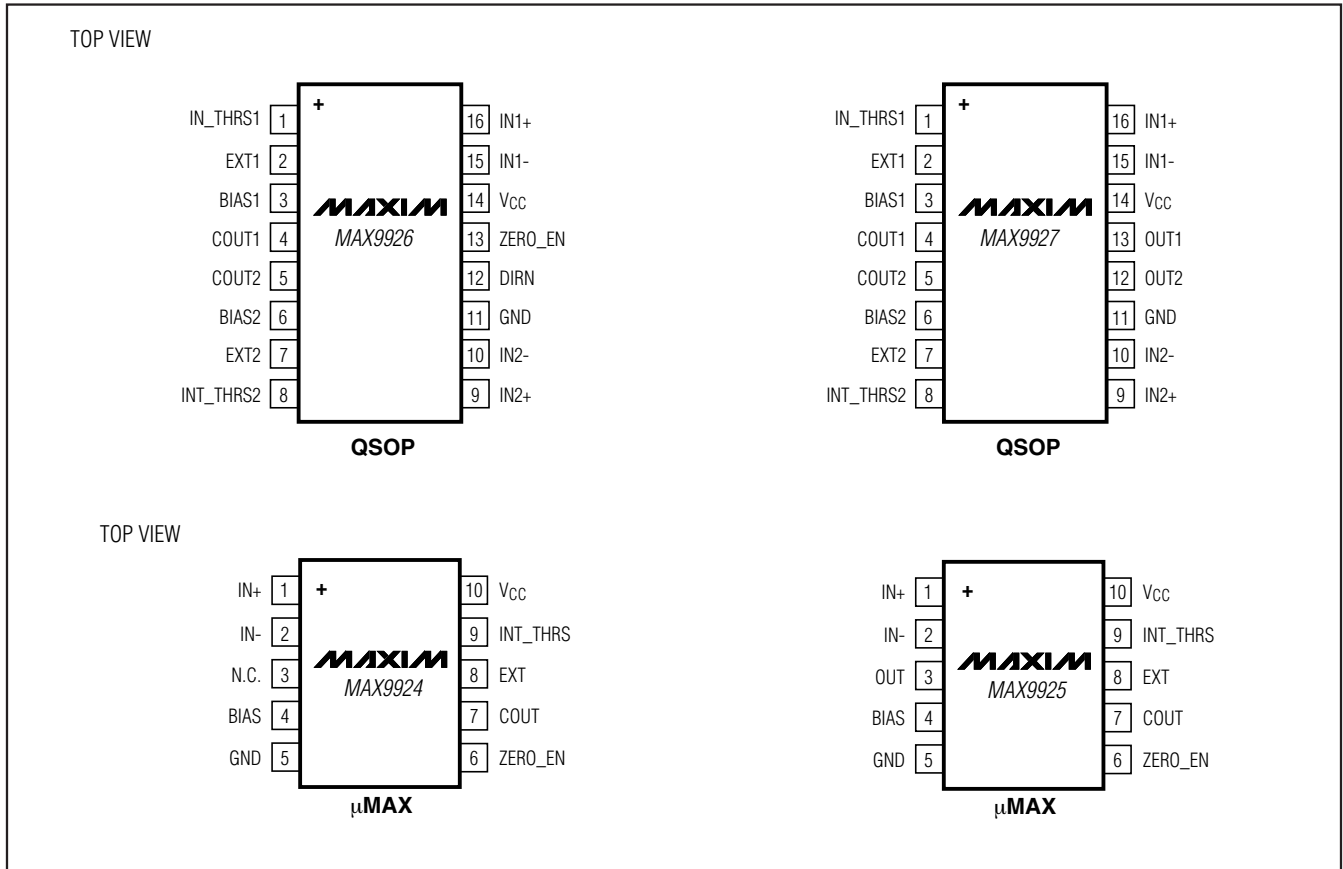 TOP VIEW
+
IN_THRS1 1 16 IN1+
EXT1 2 15 IN1-
BIAS1 3 14 VCC
MAXIM
COUT1 4 MAX9926 13 ZERO_EN
COUT2 5 12 DIRN
BIAS2 6 11 GND
EXT2 7 10 IN2-
INT_THRS2 8 9 IN2+
QSOP
+
IN_THRS1 1 16 IN1+
EXT1 2 15 IN1-
BIAS1 3 14 VCC
MAXIM
COUT1 4 MAX9927 13 OUT1
COUT2 5 12 OUT2
BIAS2 6 11 GND
EXT2 7 10 IN2-
INT_THRS2 8 9 IN2+
QSOP
TOP VIEW
IN+ 1 + 10 VCC
IN- 2 9 INT_THRS
MAXIM
N.C. 3 MAX9924 8 EXT
BIAS 4 7 COUT
GND 5 6 ZERO_EN
μMAX
IN+ 1 + 10 VCC
IN- 2 9 INT_THRS
MAXIM
OUT 3 MAX9925 8 EXT
BIAS 4 7 COUT
GND 5 6 ZERO_EN
μMAX